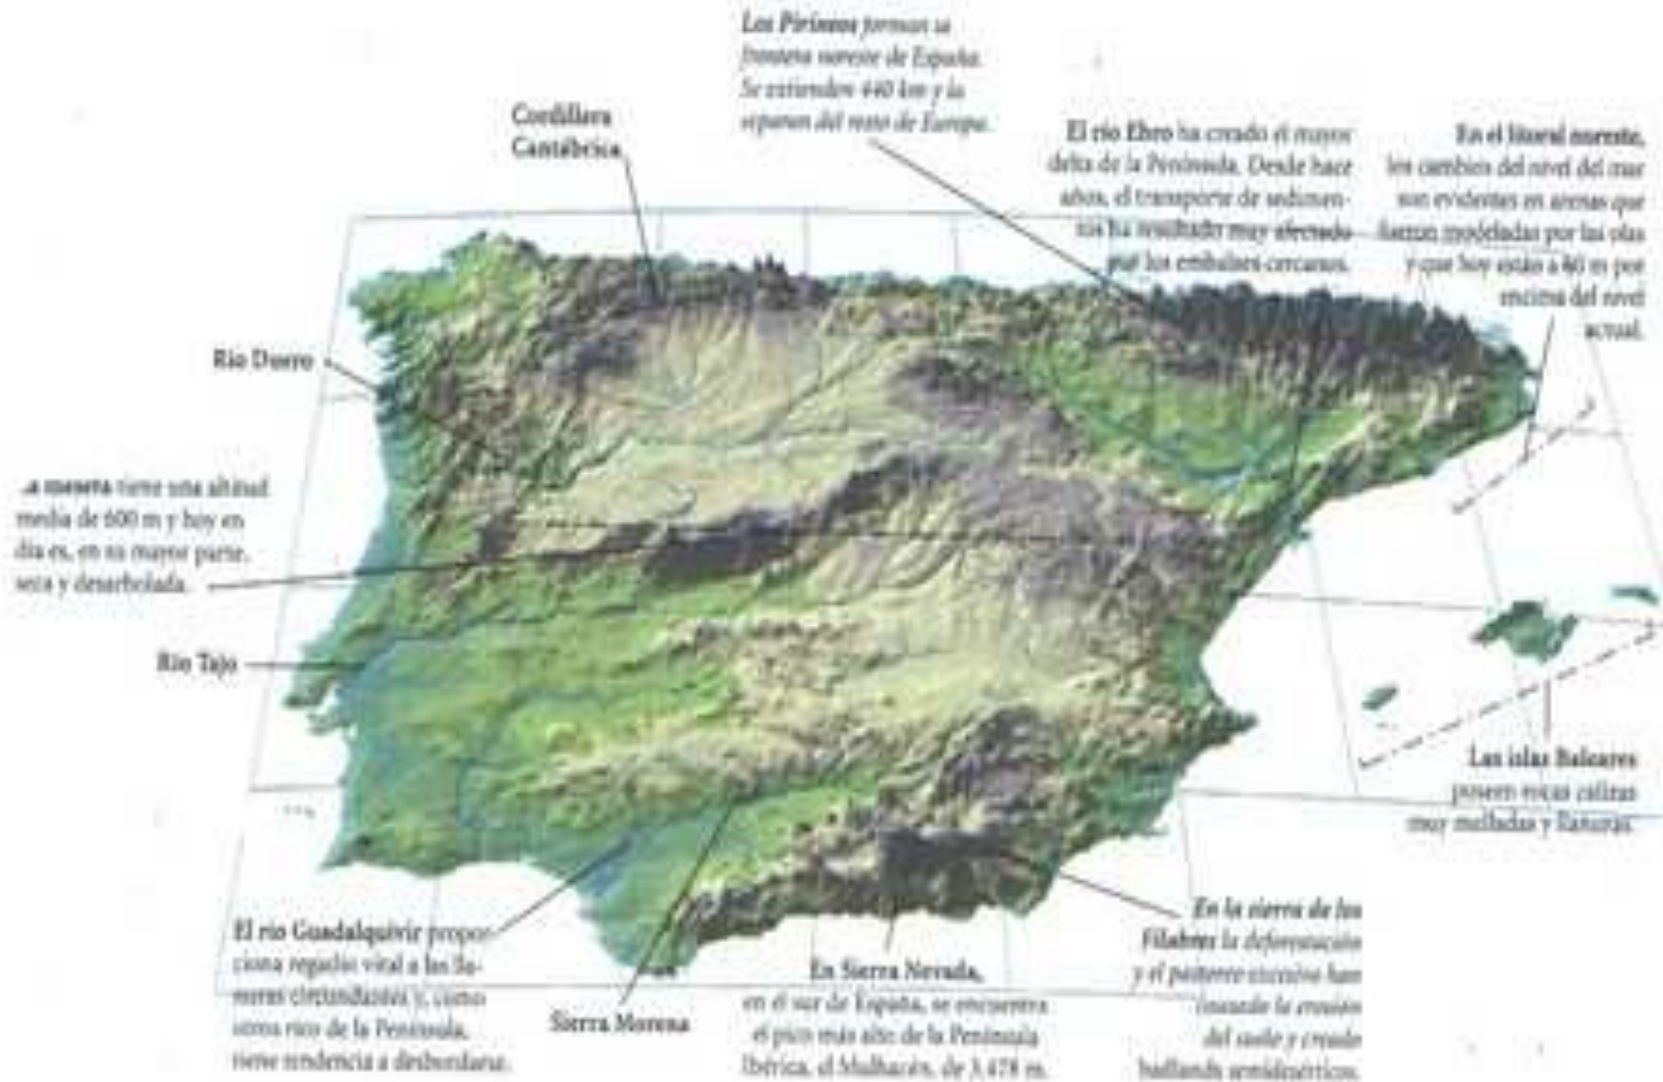 Los Pirineos forman la
frontera noreste de España.
Se extienden 440 km y la
separan del resto de Europa.
Cordillera
Cantábrica
El río Ebro ha creado el mayor
delta de la Península. Desde hace
años, el transporte de sedimen-
tos ha resultado muy afectado
por los embalses cercanos.
En el litoral noreste,
los cambios del nivel del mar
son evidentes en arenas que
fueron modeladas por las olas
y que hoy están a 60 m por
encima del nivel
actual.
Río Duero
a meseta tiene una altitud
media de 600 m y hoy en
día es, en su mayor parte,
seca y desarbolada.
Río Tajo
Las islas Baleares
poseen rocas calizas
muy melladas y llanuras.
El río Guadalquivir propor-
ciona regadío vital a las lla-
nuras circundantes y, como
otros ríos de la Península,
tiene tendencia a desbordarse.
Sierra Morena
En Sierra Nevada,
en el sur de España, se encuentra
el pico más alto de la Península
Ibérica, el Mulhacén, de 3,478 m.
En la sierra de los
Filabres la deforestación
y el pastoreo excesivo han
la erosión
del suelo y creado
badlands semidesérticos.